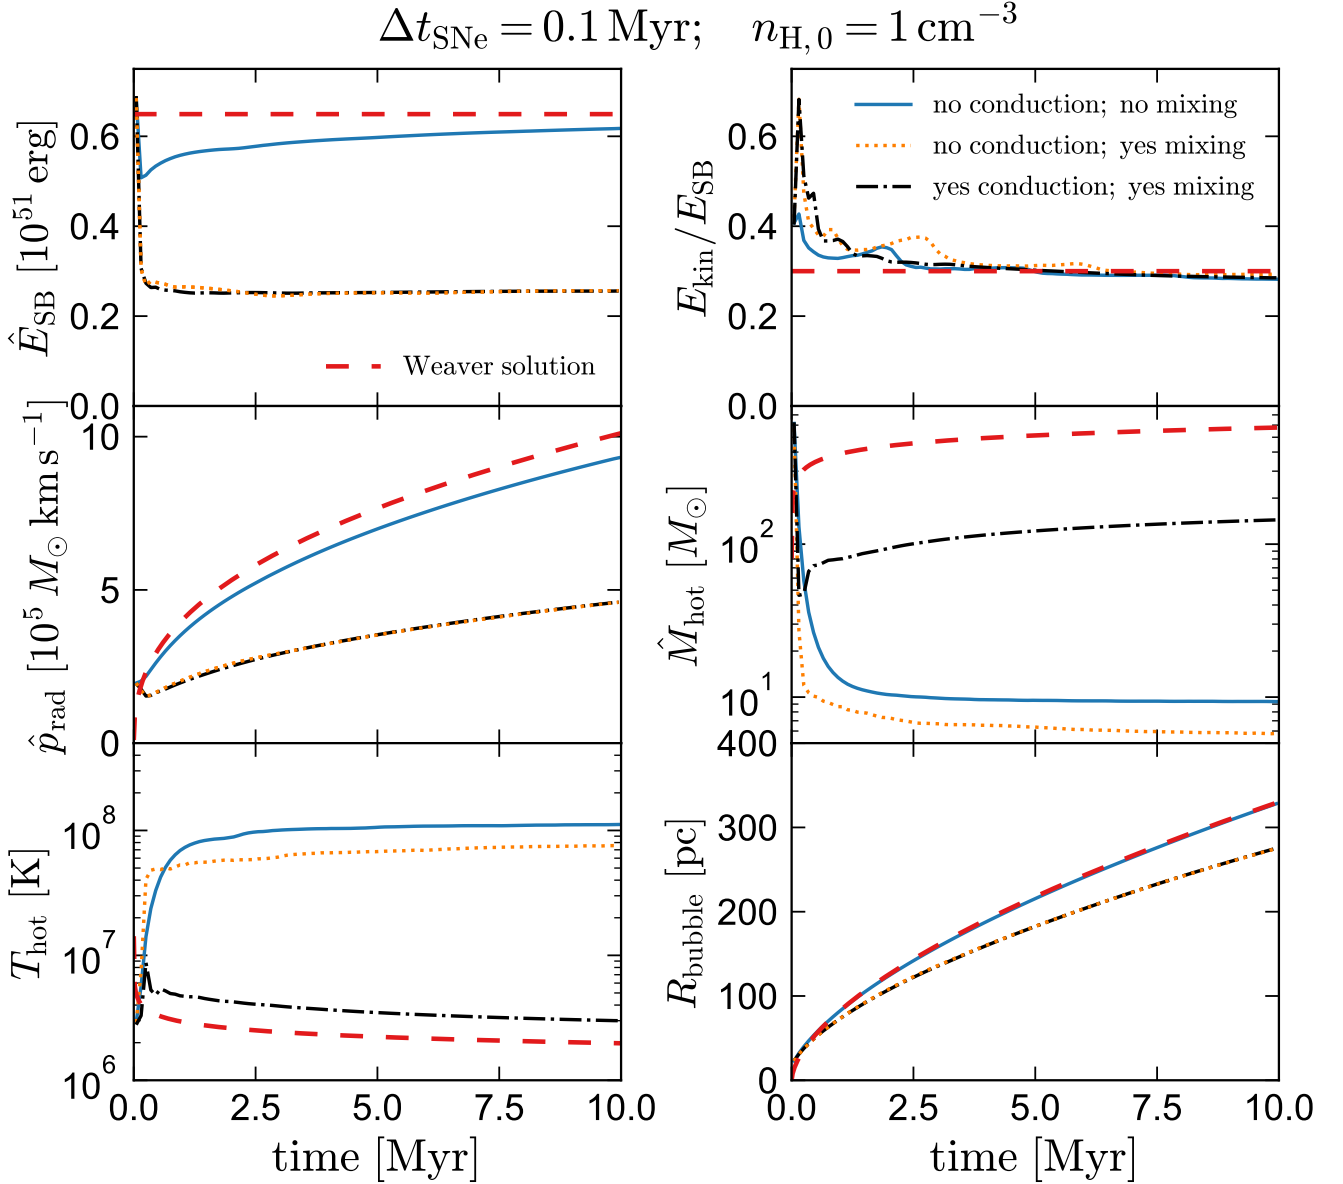 Δt_SNe = 0.1 Myr; n_H,0 = 1 cm^−3
Ê_SB [10^51 erg]
0.6
0.4
0.2
0.0
Weaver solution
E_kin/E_SB
0.6
0.4
0.2
0.0
no conduction; no mixing
no conduction; yes mixing
yes conduction; yes mixing
p̂_rad [10^5 M_⊙ km s^−1]
10
5
0
M̂_hot [M_⊙]
10^2
10^1
T_hot [K]
10^8
10^7
10^6
0.0 2.5 5.0 7.5 10.0
time [Myr]
R_bubble [pc]
400
300
200
100
0
0.0 2.5 5.0 7.5 10.0
time [Myr]